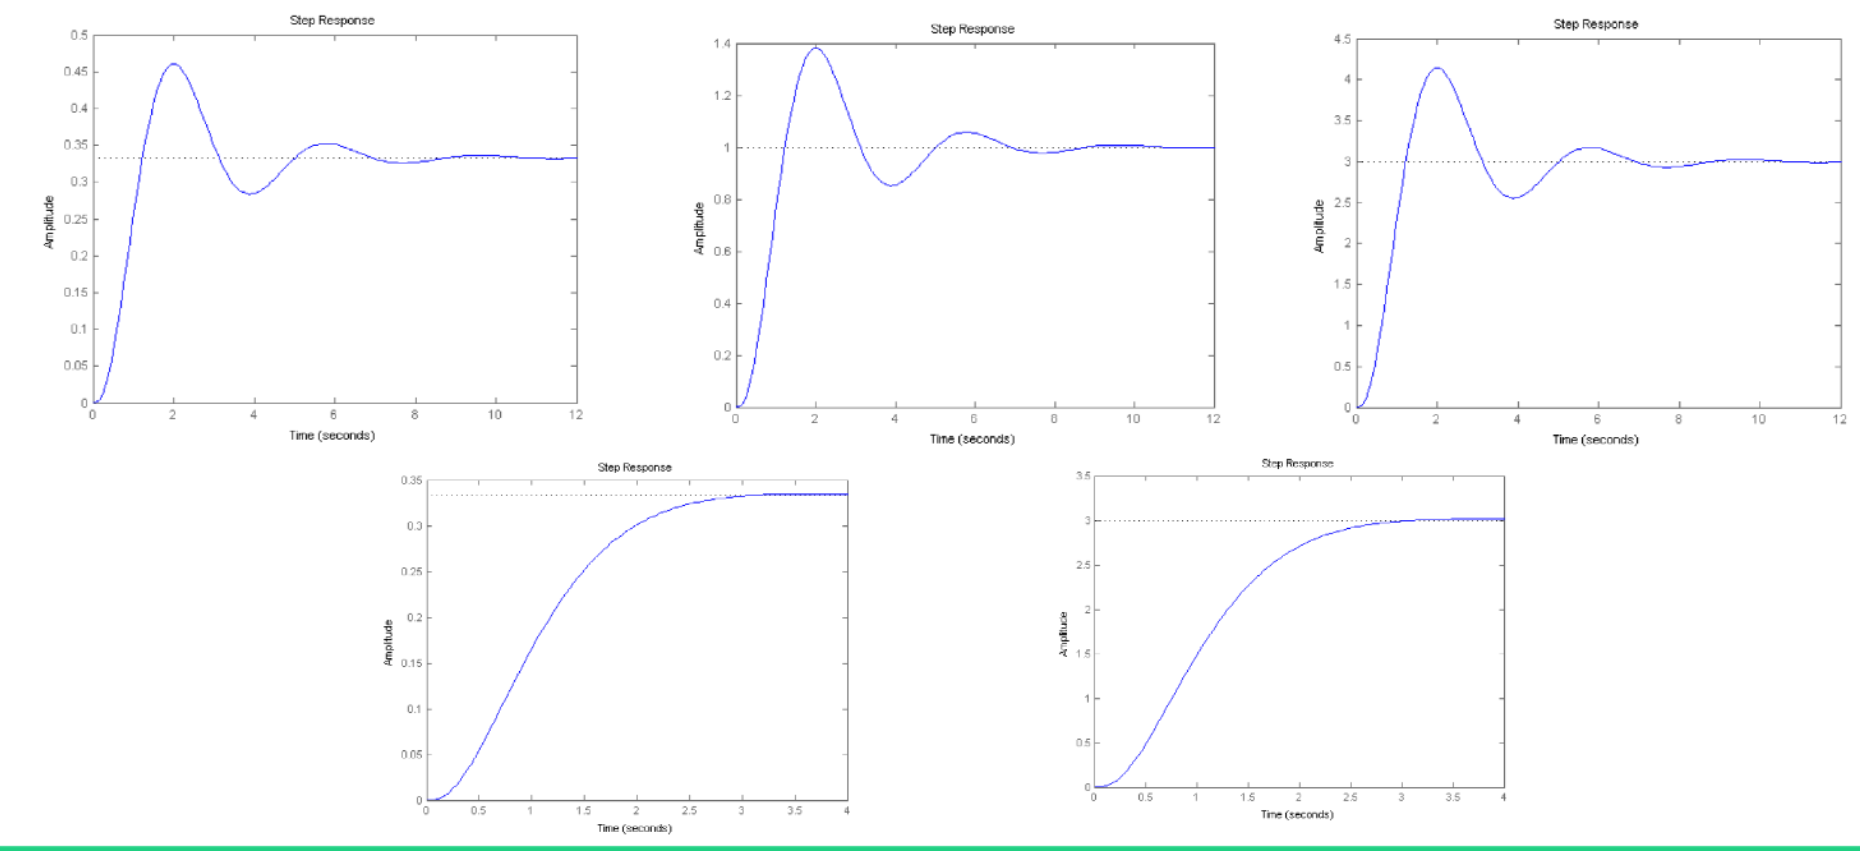 Step Response
0.5
0.45
0.4
0.35
0.3
0.25
0.2
0.15
0.1
0.05
0
Amplitude
0 2 4 6 8 10 12
Time (seconds)
Step Response
1.4
1.2
1
0.8
0.6
0.4
0.2
0
Amplitude
0 2 4 6 8 10 12
Time (seconds)
Step Response
4.5
4
3.5
3
2.5
2
1.5
1
0.5
0
Amplitude
0 2 4 6 8 10 12
Time (seconds)
Step Response
0.35
0.3
0.25
0.2
0.15
0.1
0.05
0
Amplitude
0 0.5 1 1.5 2 2.5 3 3.5 4
Time (seconds)
Step Response
3.5
3
2.5
2
1.5
1
0.5
0
Amplitude
0 0.5 1 1.5 2 2.5 3 3.5 4
Time (seconds)